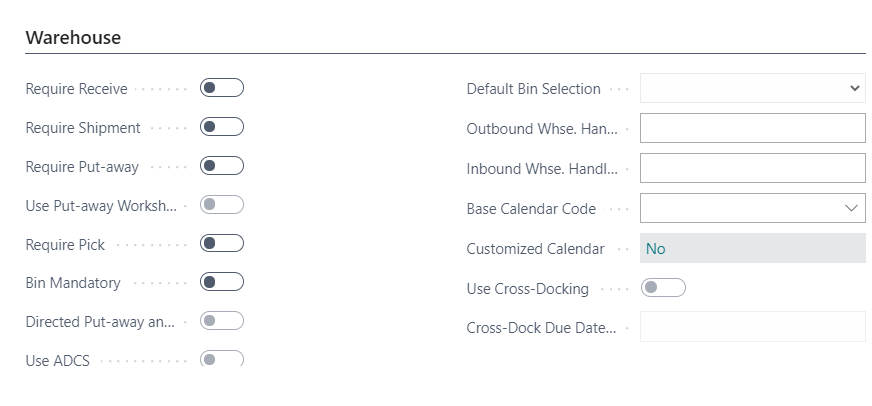 Warehouse
Require Receive
Require Shipment
Require Put-away
Use Put-away Worksh...
Require Pick
Bin Mandatory
Directed Put-away an...
Use ADCS
Default Bin Selection
Outbound Whse. Han...
Inbound Whse. Handl...
Base Calendar Code
Customized Calendar No
Use Cross-Docking
Cross-Dock Due Date...